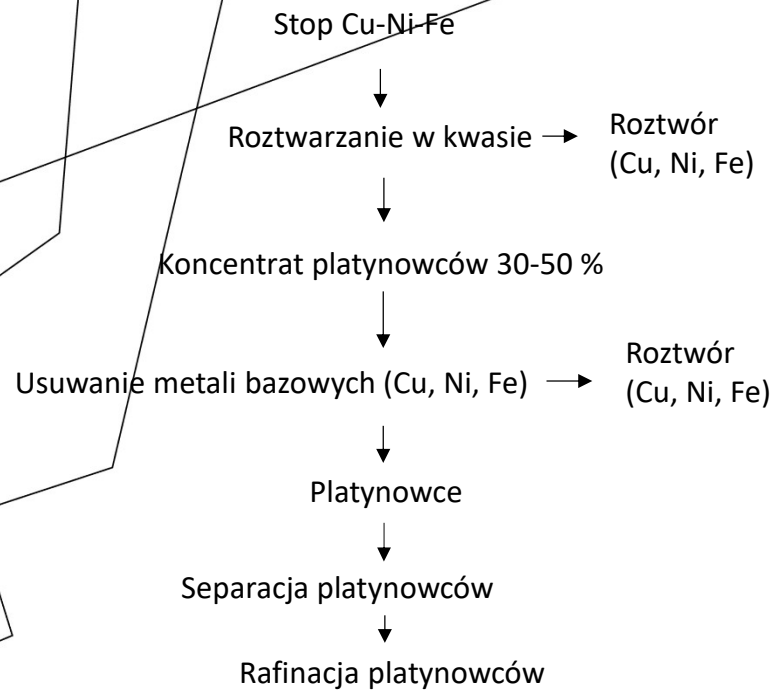 Stop Cu-Ni-Fe
Roztwarzanie w kwasie
Roztwór
(Cu, Ni, Fe)
Koncentrat platynowców 30-50 %
Usuwanie metali bazowych (Cu, Ni, Fe)
Roztwór
(Cu, Ni, Fe)
Platynowce
Separacja platynowców
Rafinacja platynowców